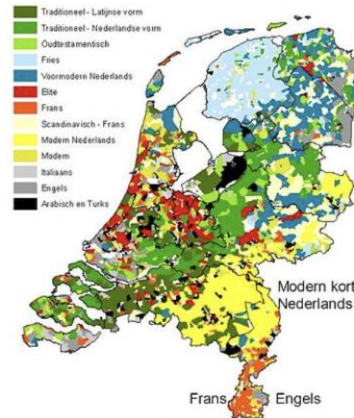 Traditioneel - Latijnse vorm
Traditioneel - Nederlandse vorm
Oudtestamentisch
Fries
Voormodern Nederlands
Elite
Frans
Scandinavisch - Frans
Modern Nederlands
Modern
Italiaans
Engels
Arabisch en Turks
Modern kort
Nederlands
Frans
Engels